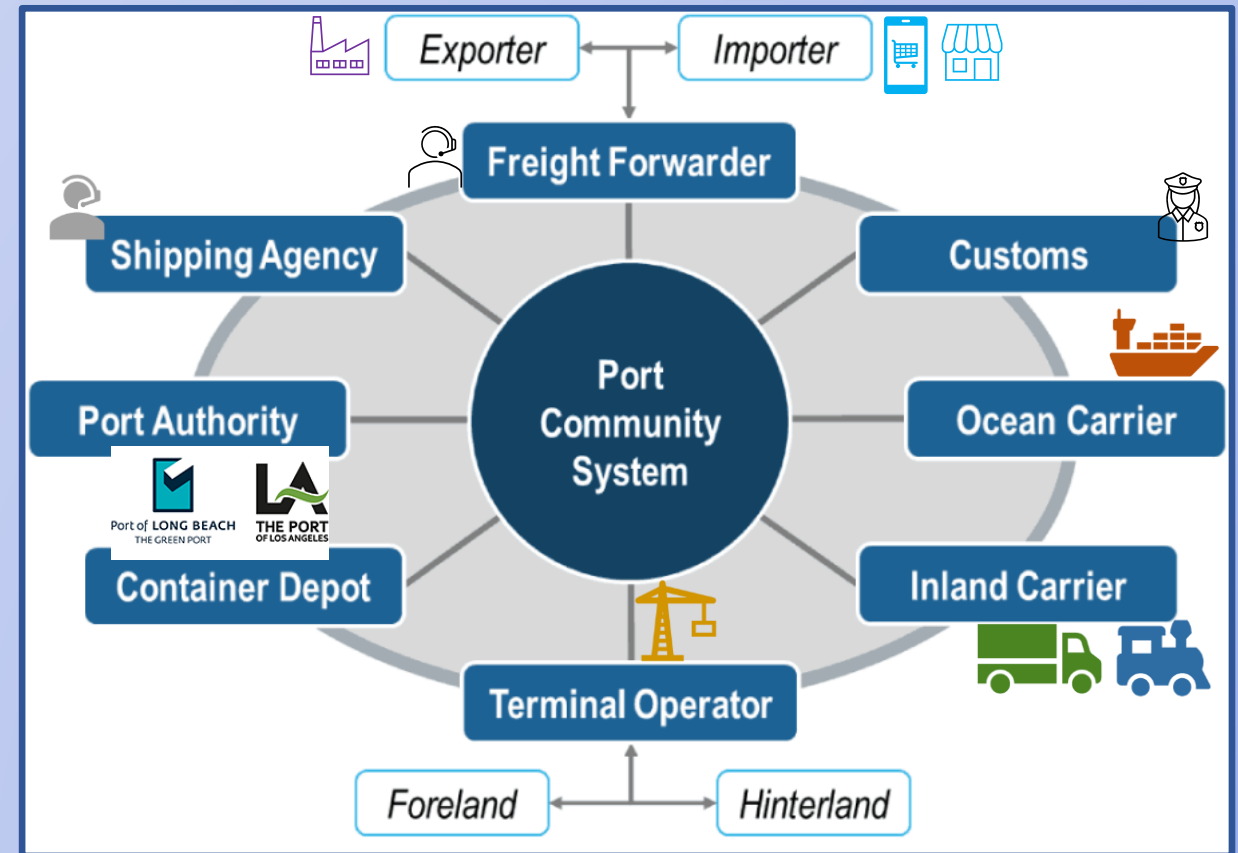 Exporter
Importer
Freight Forwarder
Shipping Agency
Customs
Port
Community
System
Port Authority
Ocean Carrier
Port of LONG BEACH
THE GREEN PORT
LA
THE PORT
OF LOS ANGELES
Container Depot
Inland Carrier
Terminal Operator
Foreland
Hinterland